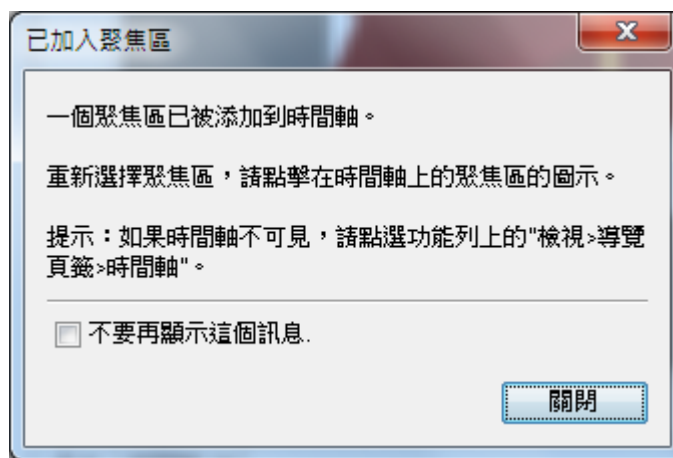 已加入聚焦區
一個聚焦區已被添加到時間軸。
重新選擇聚焦區，請點擊在時間軸上的聚焦區的圖示。
提示：如果時間軸不可見，請點選功能列上的"檢視>導覽
頁籤>時間軸"。
不要再顯示這個訊息.
關閉